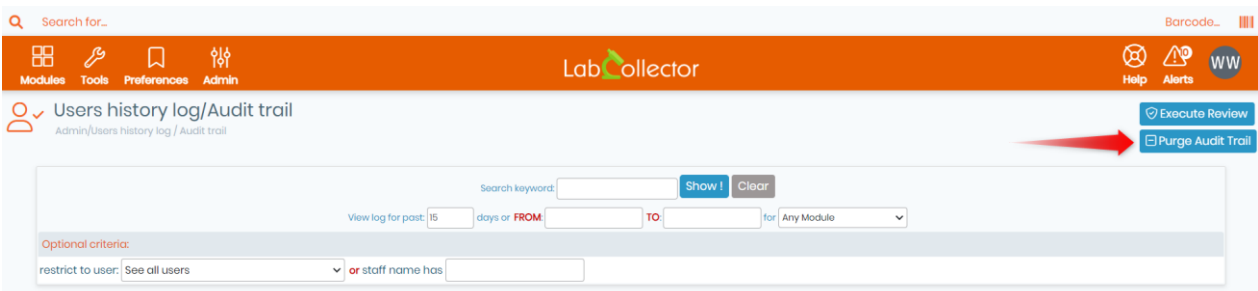 Search for... Barcode...
Modules Tools Preferences Admin LabCollector Help Alerts 0 WW
Users history log/Audit trail
Admin/Users history log / Audit trail
Execute Review
Purge Audit Trail
Search keyword: Show ! Clear
View log for past: 15 days or FROM: TO: for Any Module
Optional criteria:
restrict to user: See all users or staff name has